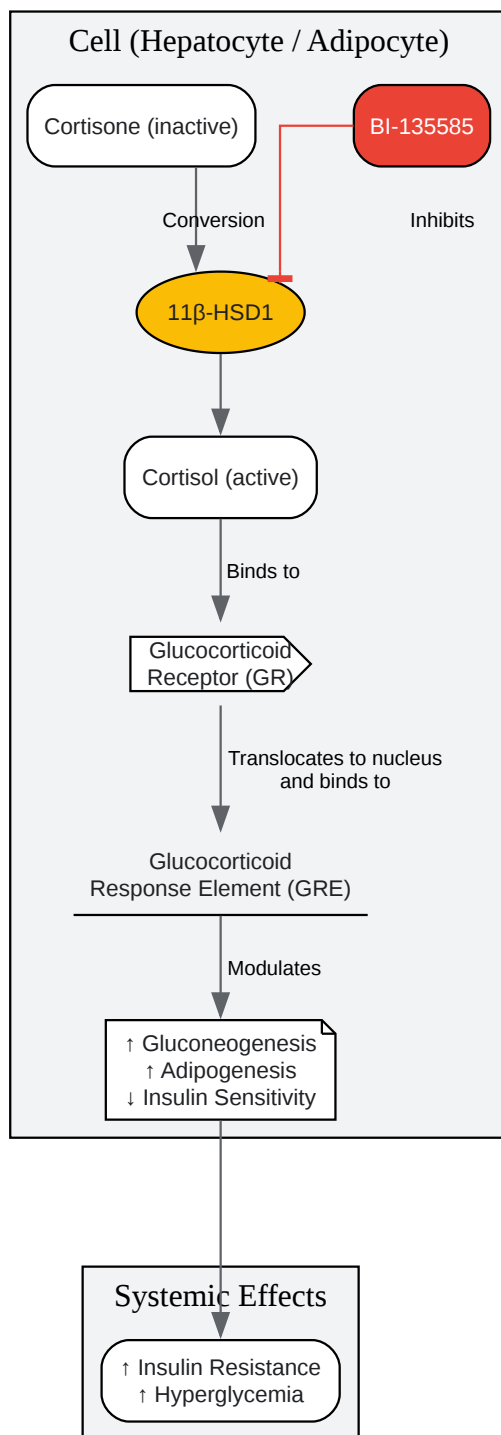 Cell (Hepatocyte / Adipocyte)
Cortisone (inactive)
BI-135585
Conversion
Inhibits
11β-HSD1
Cortisol (active)
Binds to
Glucocorticoid
Receptor (GR)
Translocates to nucleus
and binds to
Glucocorticoid
Response Element (GRE)
Modulates
↑ Gluconeogenesis
↑ Adipogenesis
↓ Insulin Sensitivity
Systemic Effects
↑ Insulin Resistance
↑ Hyperglycemia